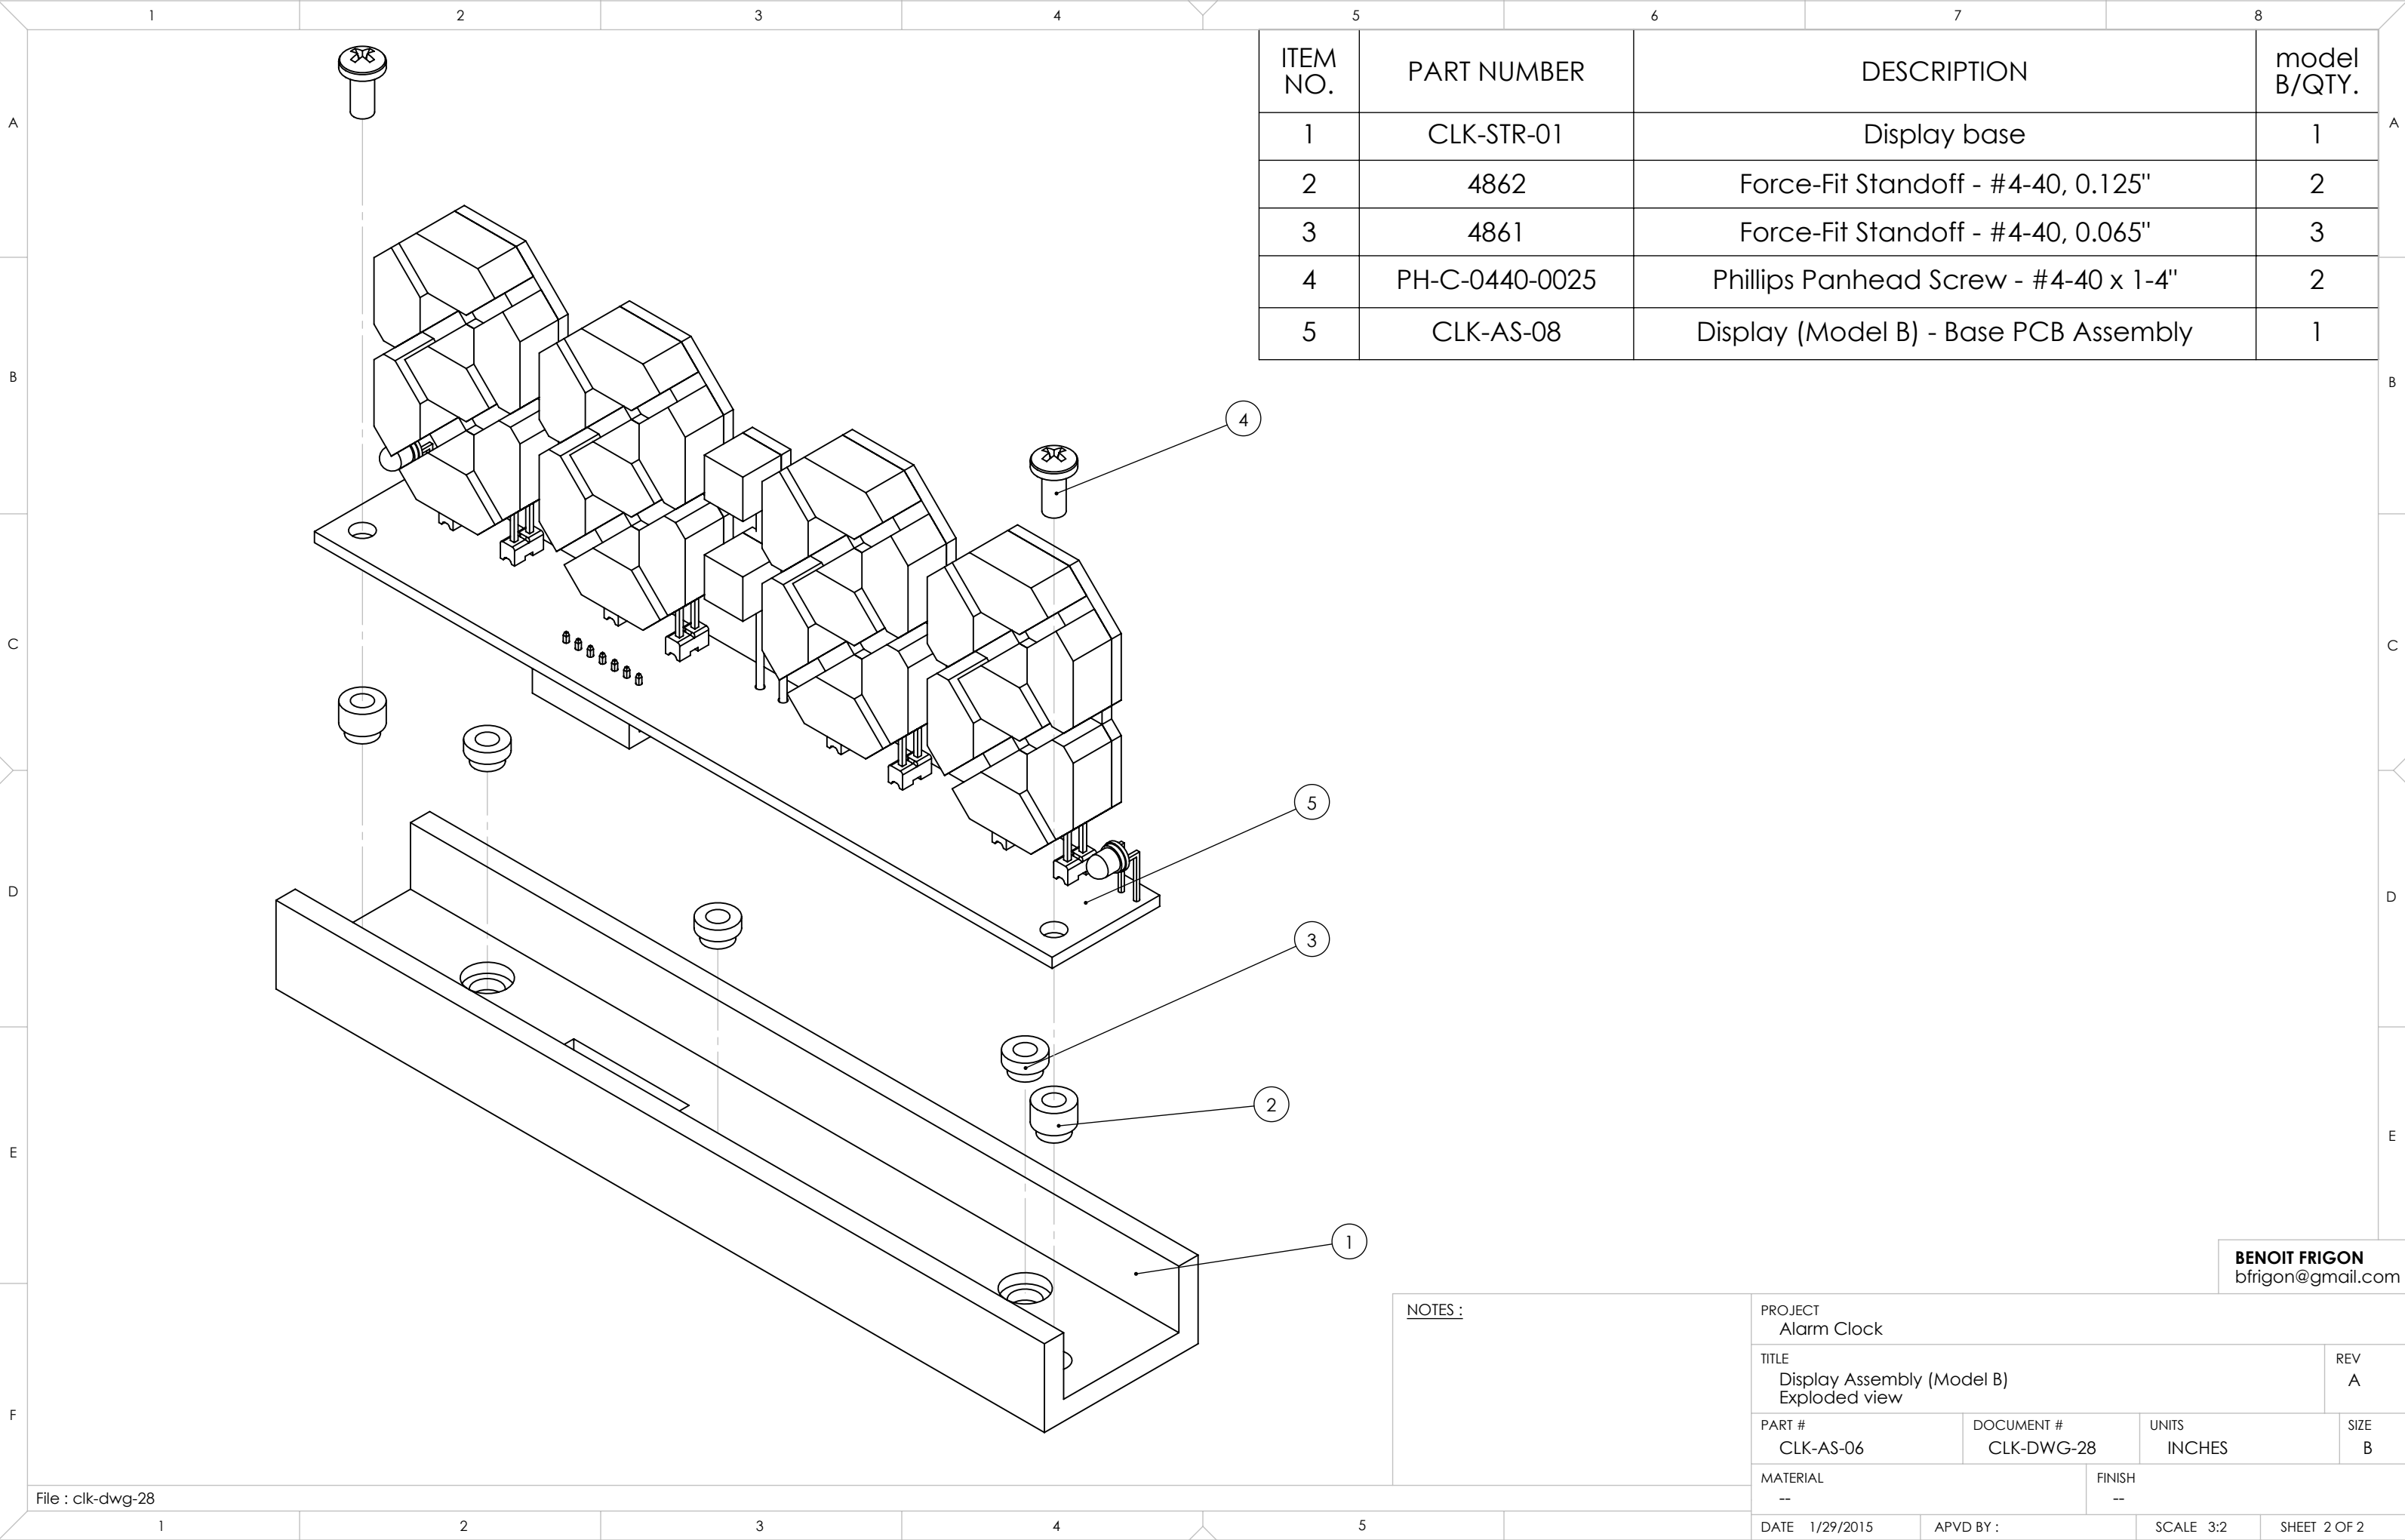 1 2 3 4 5 6 7 8
ITEM NO. PART NUMBER DESCRIPTION model B/QTY.
1 CLK-STR-01 Display base 1
2 4862 Force-Fit Standoff - #4-40, 0.125" 2
3 4861 Force-Fit Standoff - #4-40, 0.065" 3
4 PH-C-0440-0025 Phillips Panhead Screw - #4-40 x 1-4" 2
5 CLK-AS-08 Display (Model B) - Base PCB Assembly 1
A A
B B
C C
D D
E E
F
4
5
3
2
1
BENOIT FRIGON
bfrigon@gmail.com
NOTES :
PROJECT
Alarm Clock
TITLE
Display Assembly (Model B)
Exploded view
REV
A
PART #
CLK-AS-06
DOCUMENT #
CLK-DWG-28
UNITS
INCHES
SIZE
B
MATERIAL
--
FINISH
--
DATE 1/29/2015 APVD BY : SCALE 3:2 SHEET 2 OF 2
File : clk-dwg-28
1 2 3 4 5